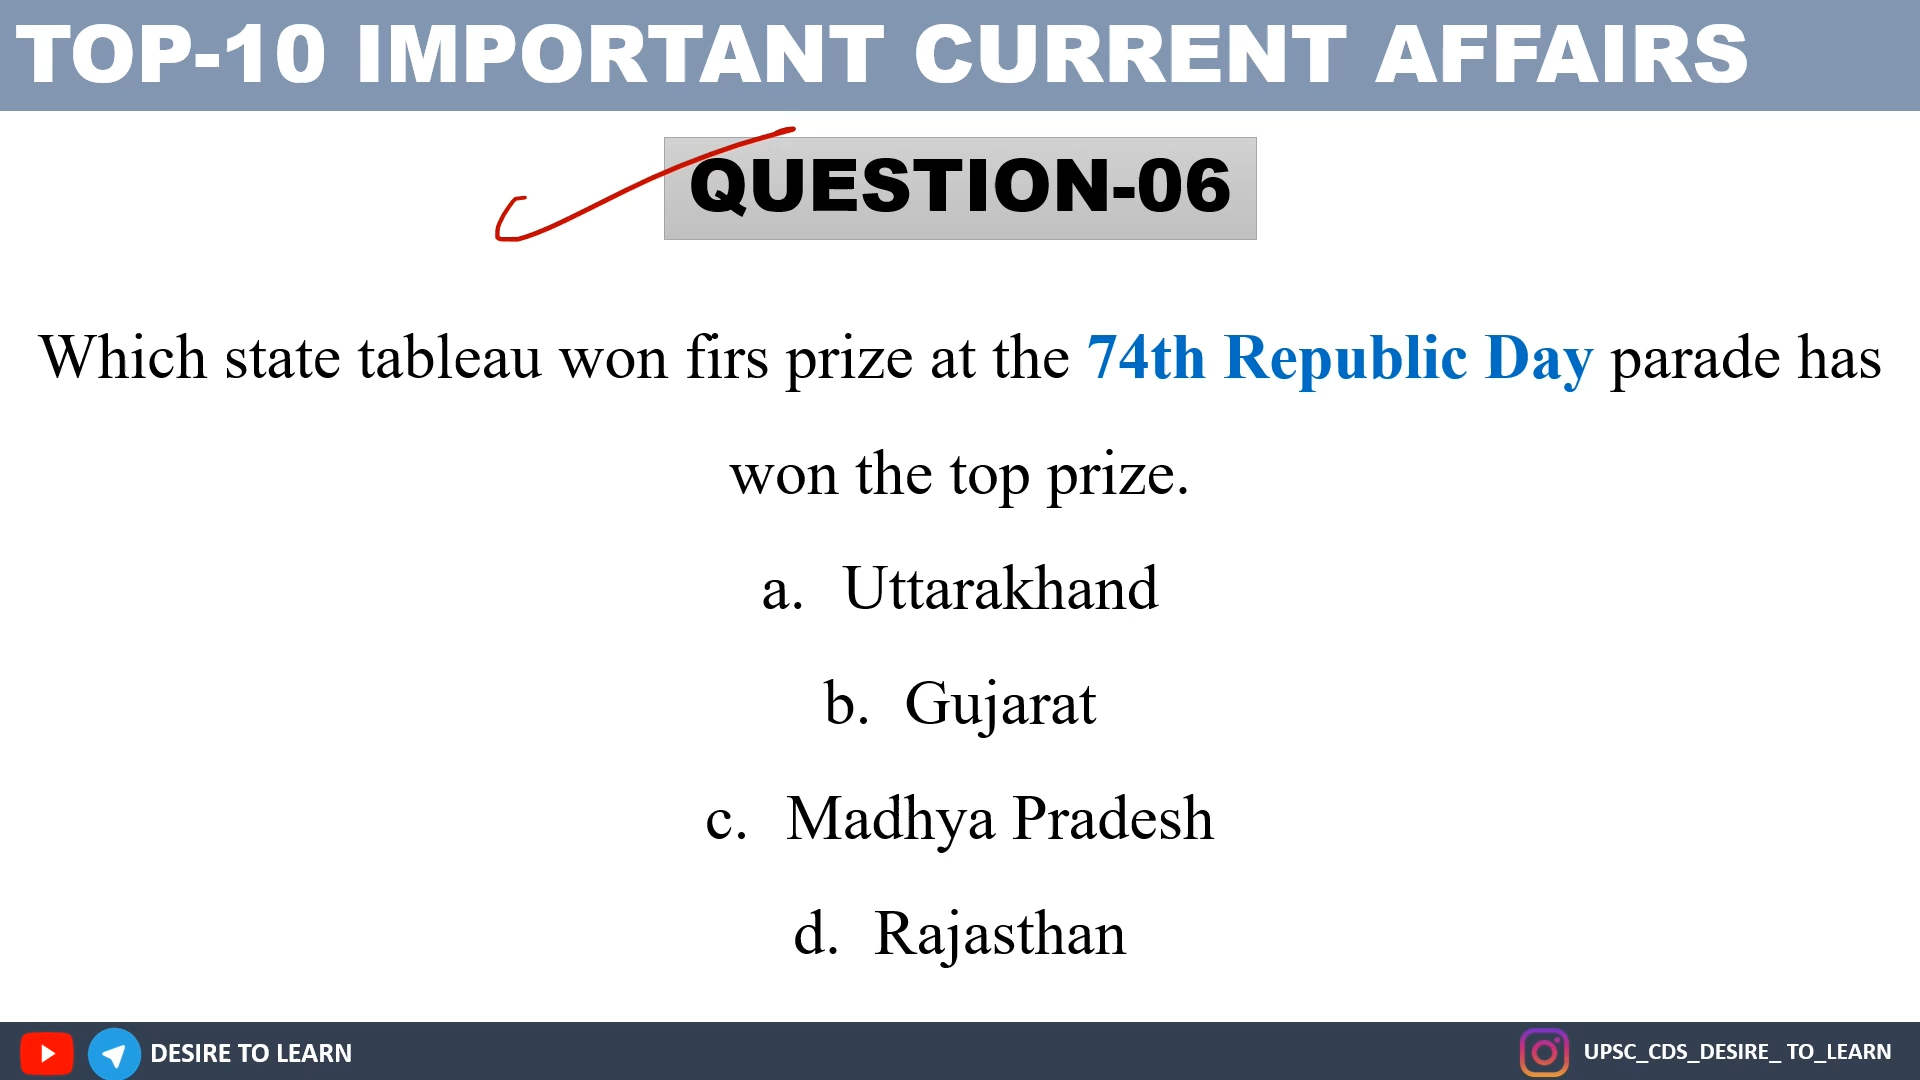 TOP-10 IMPORTANT CURRENT AFFAIRS
QUESTION-06
Which state tableau won firs prize at the 74th Republic Day parade has
won the top prize.
a. Uttarakhand
b. Gujarat
c. Madhya Pradesh
d. Rajasthan
DESIRE TO LEARN
UPSC_CDS_DESIRE_ TO_LEARN